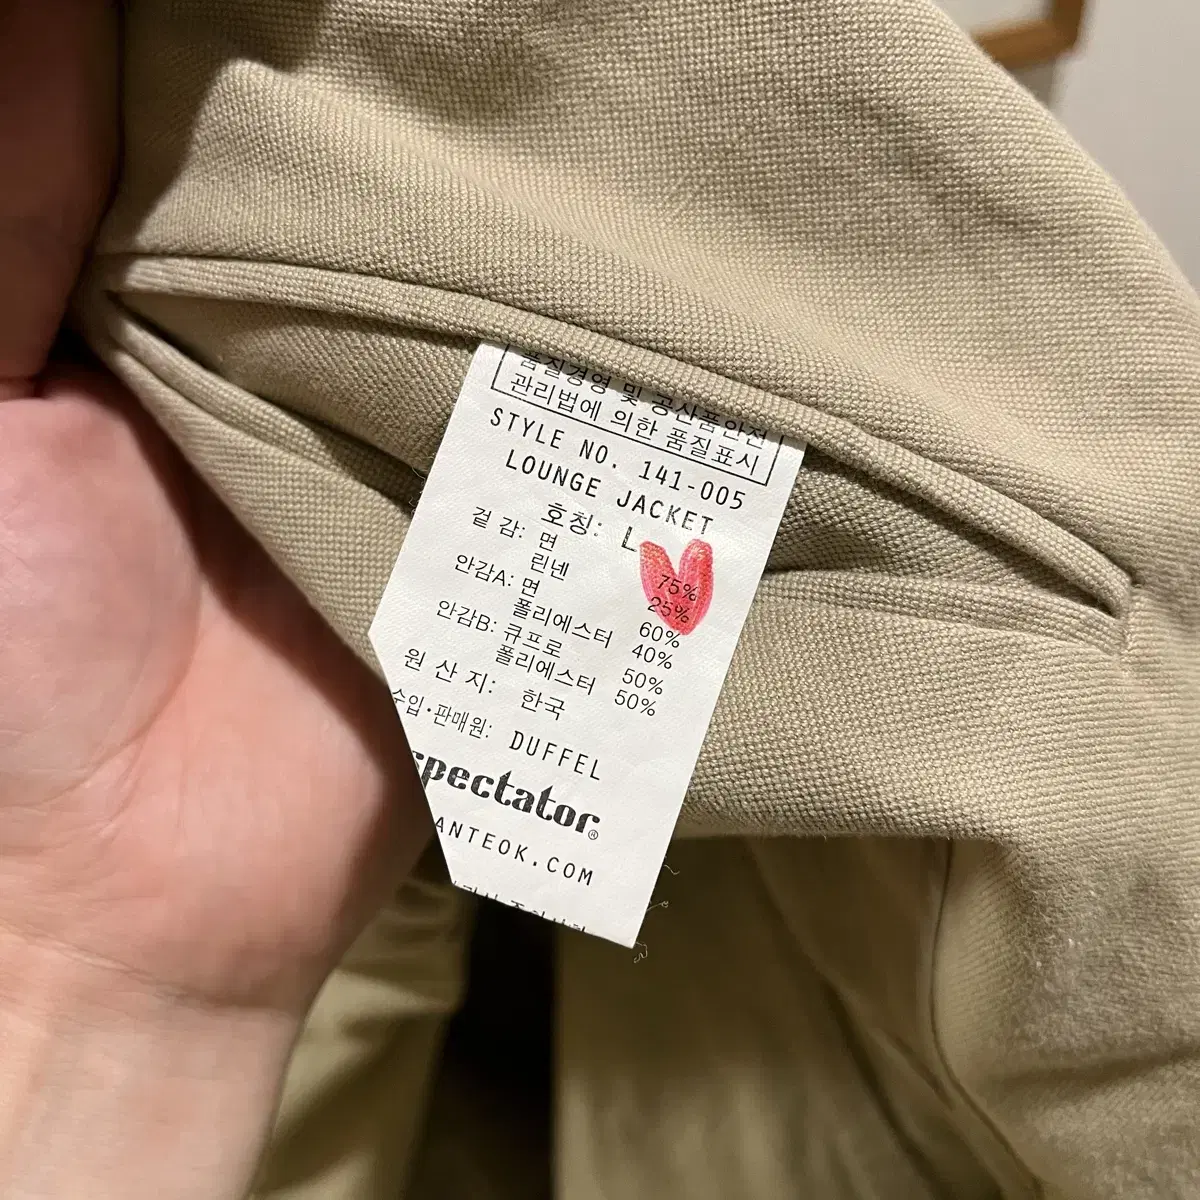 품질경영 및 공산품안전
관리법에 의한 품질표시
STYLE NO. 141-005
LOUNGE JACKET
호칭: L
겉 감: 면 75%
린넨 25%
안감A: 면 60%
폴리에스터 40%
안감B: 큐프로 50%
폴리에스터 50%
원 산 지: 한국
수입·판매원: DUFFEL
spectator®
ANTEOK.COM